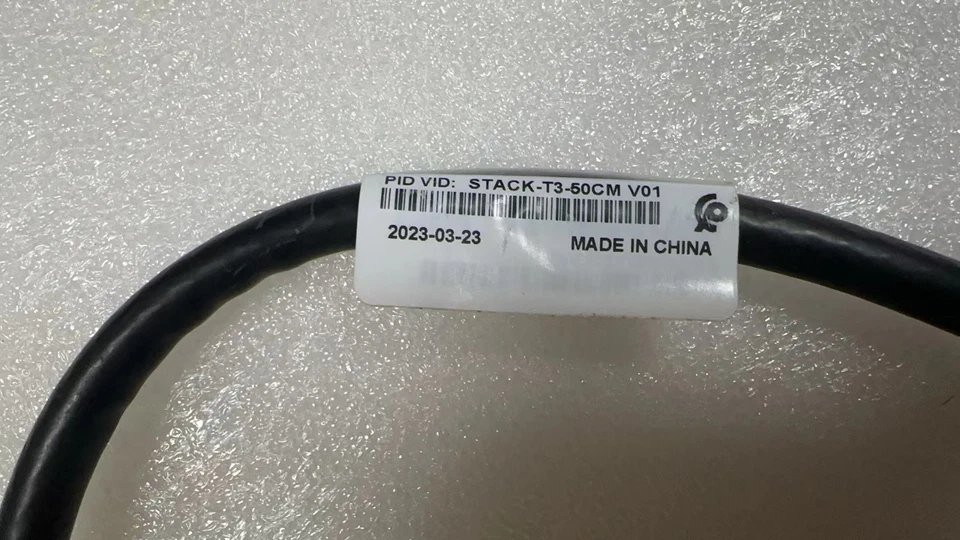 PID VID: STACK-T3-50CM V01
2023-03-23
MADE IN CHINA